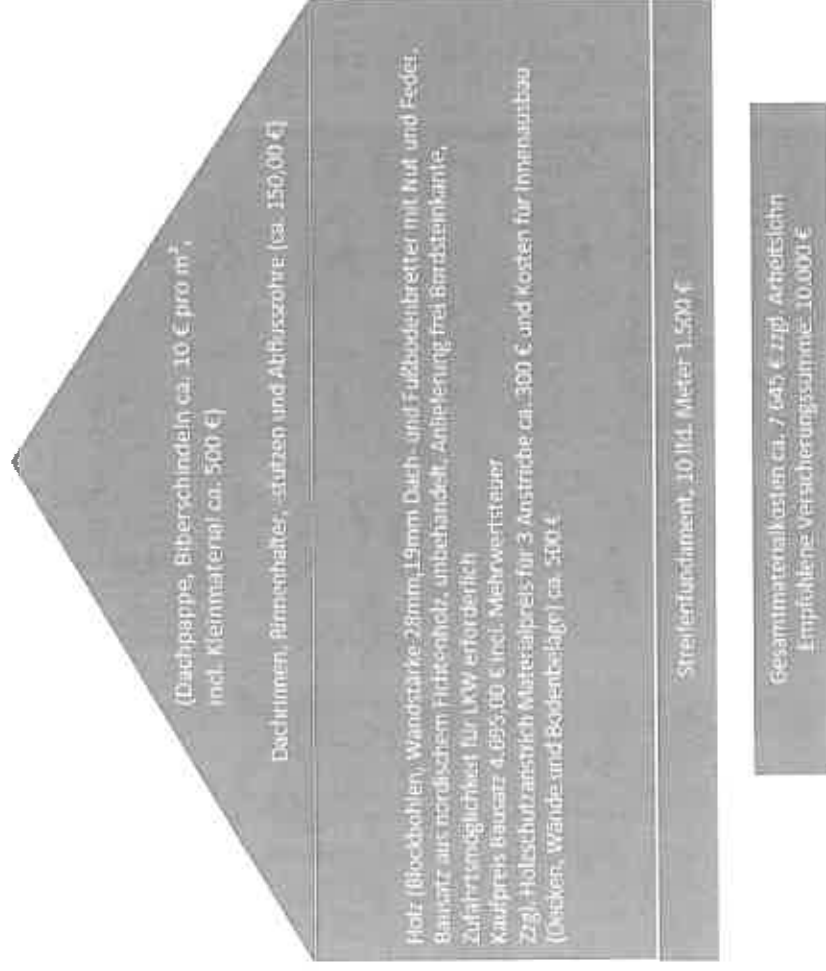 (Dachpappe, Biberschindeln ca. 10 € pro m²,
incl. Kleinmaterial ca. 500 €)
Dachrinnen, Rinnenhalter, -stutzen und Abflussrohre (ca. 150,00 €)
Holz (Blockbohlen, Wandstärke 28mm,19mm Dach- und Fußbodenbretter mit Nut und Feder,
Bausatz aus nordischem Fichtenholz, unbehandelt, Anlieferung frei Bordsteinkante,
Zufahrtsmöglichkeit für LKW erforderlich
Kaufpreis Bausatz 4.695,00 € incl. Mehrwertsteuer
Zzgl. Holzschutzanstrich Materialpreis für 3 Anstriche ca. 300 € und Kosten für Innenausbau
(Decken, Wände und Bodenbeläge) ca. 500 €
Streifenfundament, 10 lfd. Meter 1.500 €
Gesamtmaterialkosten ca. 7 645 € zzgl. Arbeitslohn
Empfohlene Versicherungssumme: 10.000 €